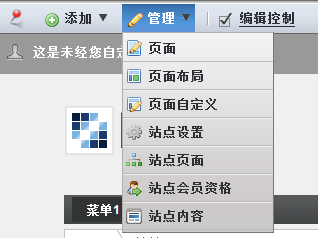 添加 管理 编辑控制
这是未经您自定
页面
页面布局
页面自定义
站点设置
站点页面
站点会员资格
站点内容
菜单1